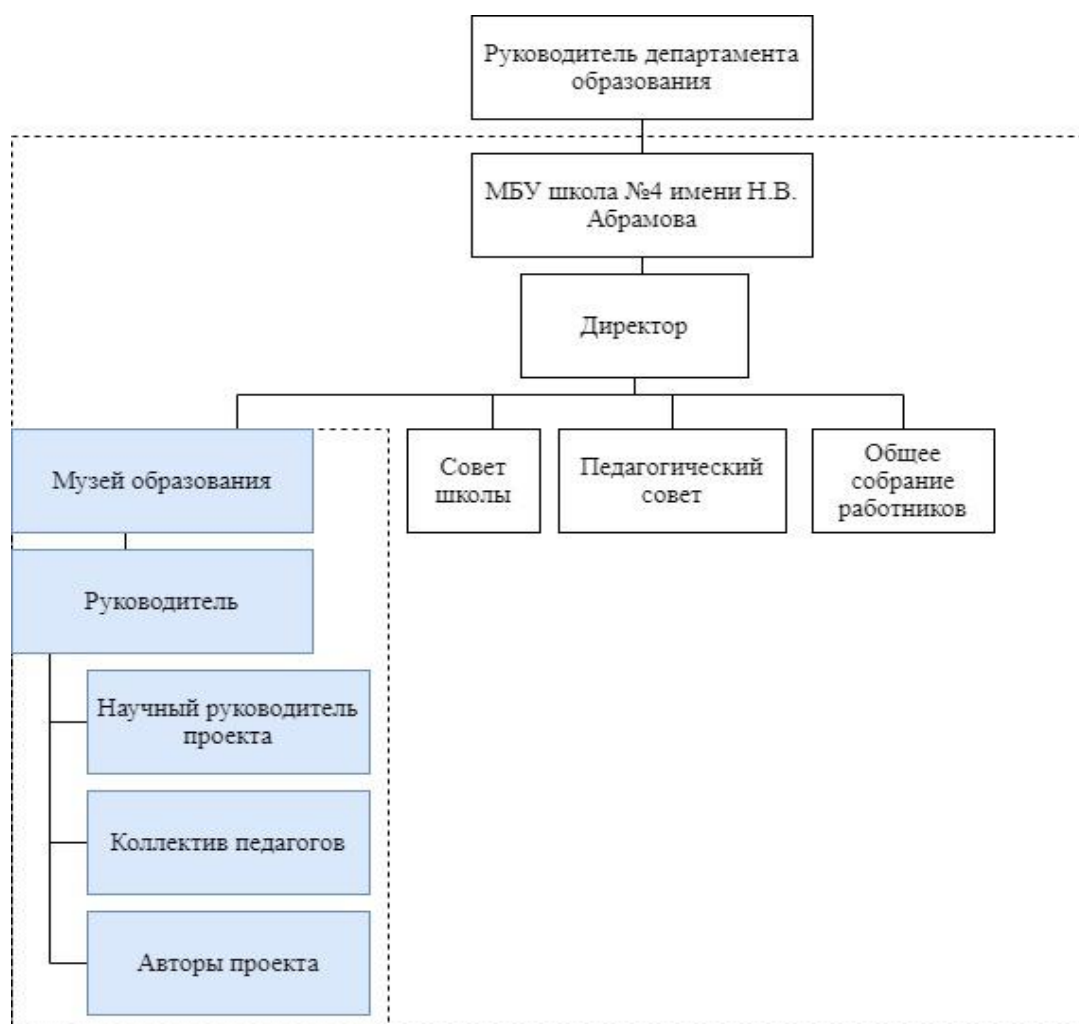 Руководитель департамента
образования
МБУ школа №4 имени Н.В.
Абрамова
Директор
Музей образования
Совет
школы
Педагогический
совет
Общее
собрание
работников
Руководитель
Научный руководитель
проекта
Коллектив педагогов
Авторы проекта